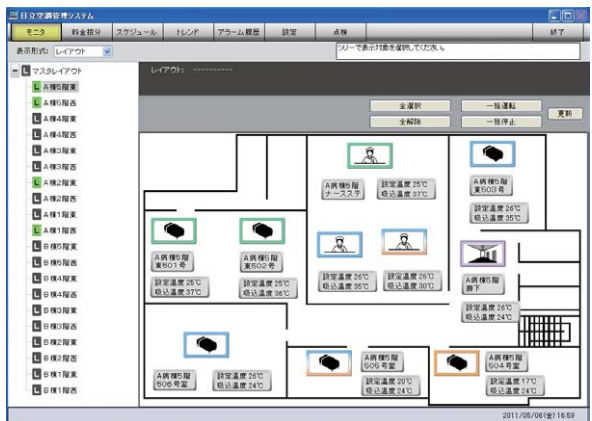 日立空調管理システム
モニタ
料金按分
スケジュール
トレンド
アラーム履歴
設定
点検
終了
表示形式:
レイアウト
ツリーで表示対象を選択してください。
マスタレイアウト
レイアウト: ----------
A棟5階東
A棟5階西
A棟4階東
A棟4階西
A棟3階東
A棟3階西
A棟2階東
A棟2階西
A棟1階東
A棟1階西
B棟5階東
B棟5階西
B棟4階東
B棟4階西
B棟3階東
B棟3階西
B棟2階東
B棟2階西
B棟1階東
B棟1階西
全選択
一括運転
全解除
一括停止
更新
A病棟5階
ナースステ
設定温度 25℃
吸込温度 37℃
A病棟5階
東503号
設定温度 26℃
吸込温度 35℃
A病棟5階
東501号
設定温度 25℃
吸込温度 37℃
A病棟5階
東502号
設定温度 25℃
吸込温度 36℃
設定温度 26℃
吸込温度 35℃
設定温度 26℃
吸込温度 30℃
A病棟5階
廊下
設定温度 26℃
吸込温度 24℃
A病棟5階
506号室
設定温度 26℃
吸込温度 24℃
A病棟5階
505号室
設定温度 20℃
吸込温度 24℃
A病棟5階
504号室
設定温度 17℃
吸込温度 24℃
2011/05/06(金) 16:59